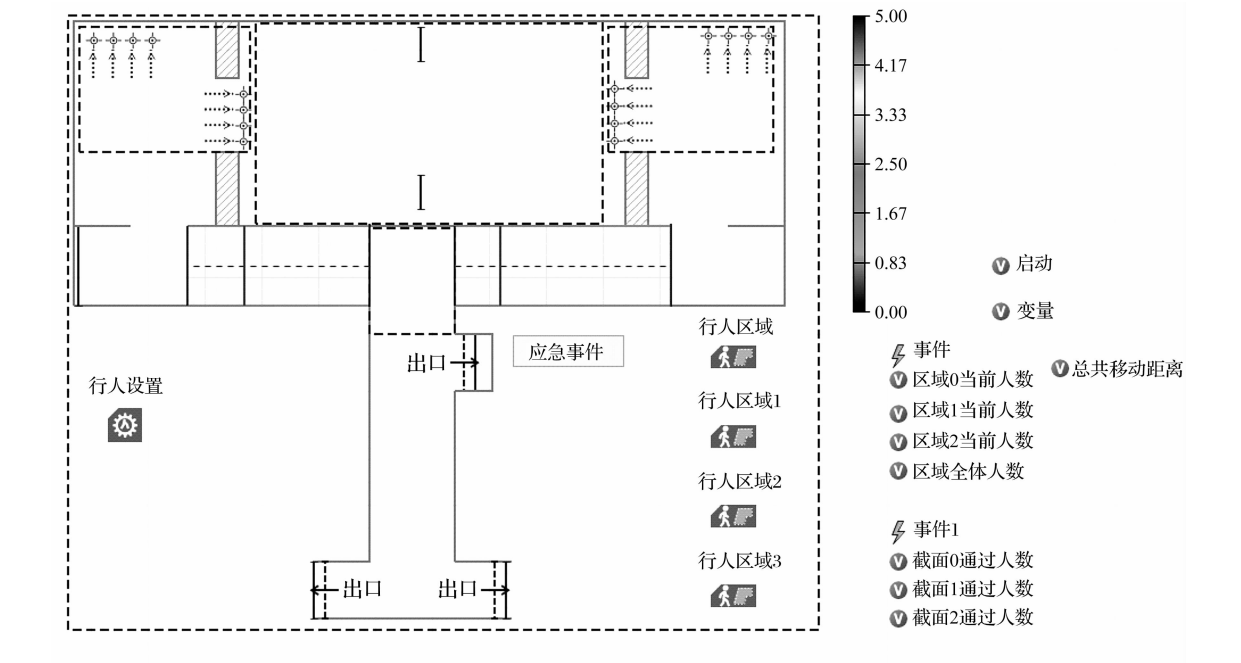 5.00
4.17
3.33
2.50
1.67
0.83
0.00
启动
变量
行人区域
事件
出口
应急事件
总共移动距离
区域0当前人数
行人设置
行人区域1
区域1当前人数
区域2当前人数
区域全体人数
行人区域2
事件1
行人区域3
截面0通过人数
出口
出口
截面1通过人数
截面2通过人数